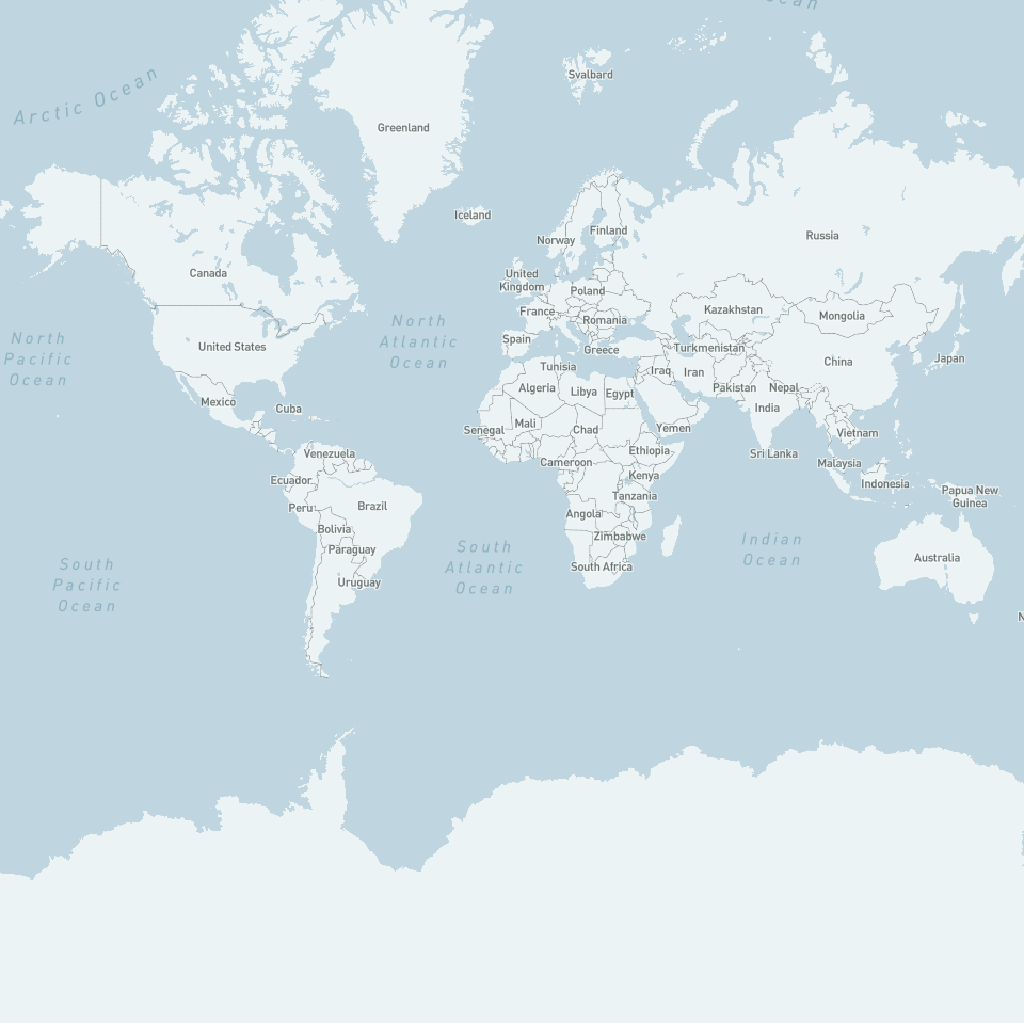 cean
Arctic Ocean
Svalbard
Greenland
Iceland
Norway
Finland
Russia
Canada
United
Kingdom
Poland
France
Romania
Kazakhstan
Mongolia
North
Pacific
Ocean
North
Atlantic
Ocean
United States
Spain
Greece
Turkmenistan
China
Japan
Tunisia
Iraq
Iran
Algeria
Libya
Egypt
Pakistan
Nepal
Mexico
Cuba
India
Mali
Senegal
Chad
Yemen
Vietnam
Venezuela
Ethiopia
Sri Lanka
Cameroon
Malaysia
Ecuador
Kenya
Indonesia
Papua New
Guinea
Peru
Brazil
Tanzania
Angola
Bolivia
Zimbabwe
South
Atlantic
Ocean
Indian
Ocean
Paraguay
Australia
South Africa
Uruguay
South
Pacific
Ocean
N